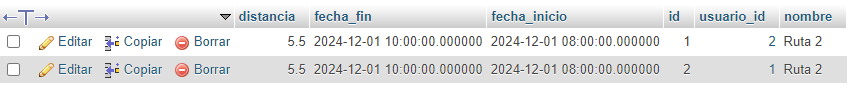 distancia fecha_fin fecha_inicio id usuario_id nombre
Editar Copiar Borrar 5.5 2024-12-01 10:00:00.000000 2024-12-01 08:00:00.000000 1 2 Ruta 2
Editar Copiar Borrar 5.5 2024-12-01 10:00:00.000000 2024-12-01 08:00:00.000000 2 1 Ruta 2